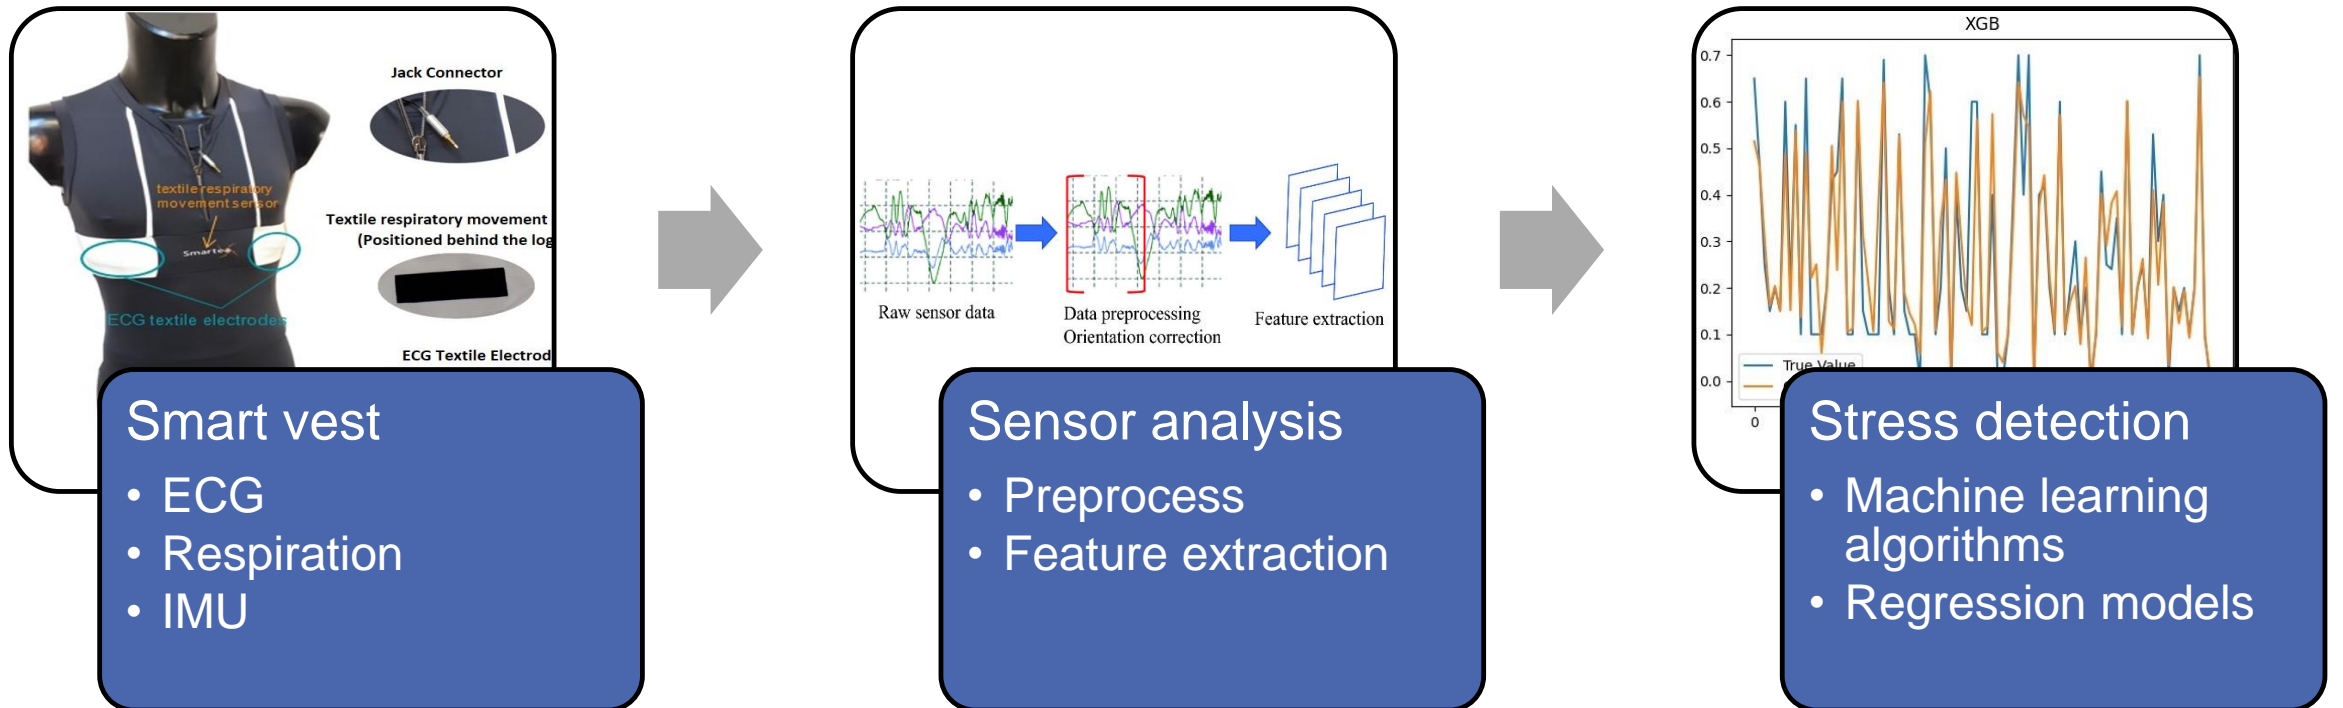 Jack Connector
textile respiratory
movement sensor
Textile respiratory movement
(Positioned behind the log
ECG textile electrodes
ECG Textile Electrod
Smart vest
• ECG
• Respiration
• IMU
Raw sensor data
Data preprocessing
Orientation correction
Feature extraction
Sensor analysis
• Preprocess
• Feature extraction
XGB
0.7
0.6
0.5
0.4
0.3
0.2
0.1
0.0
0
True Value
Stress detection
• Machine learning
algorithms
• Regression models